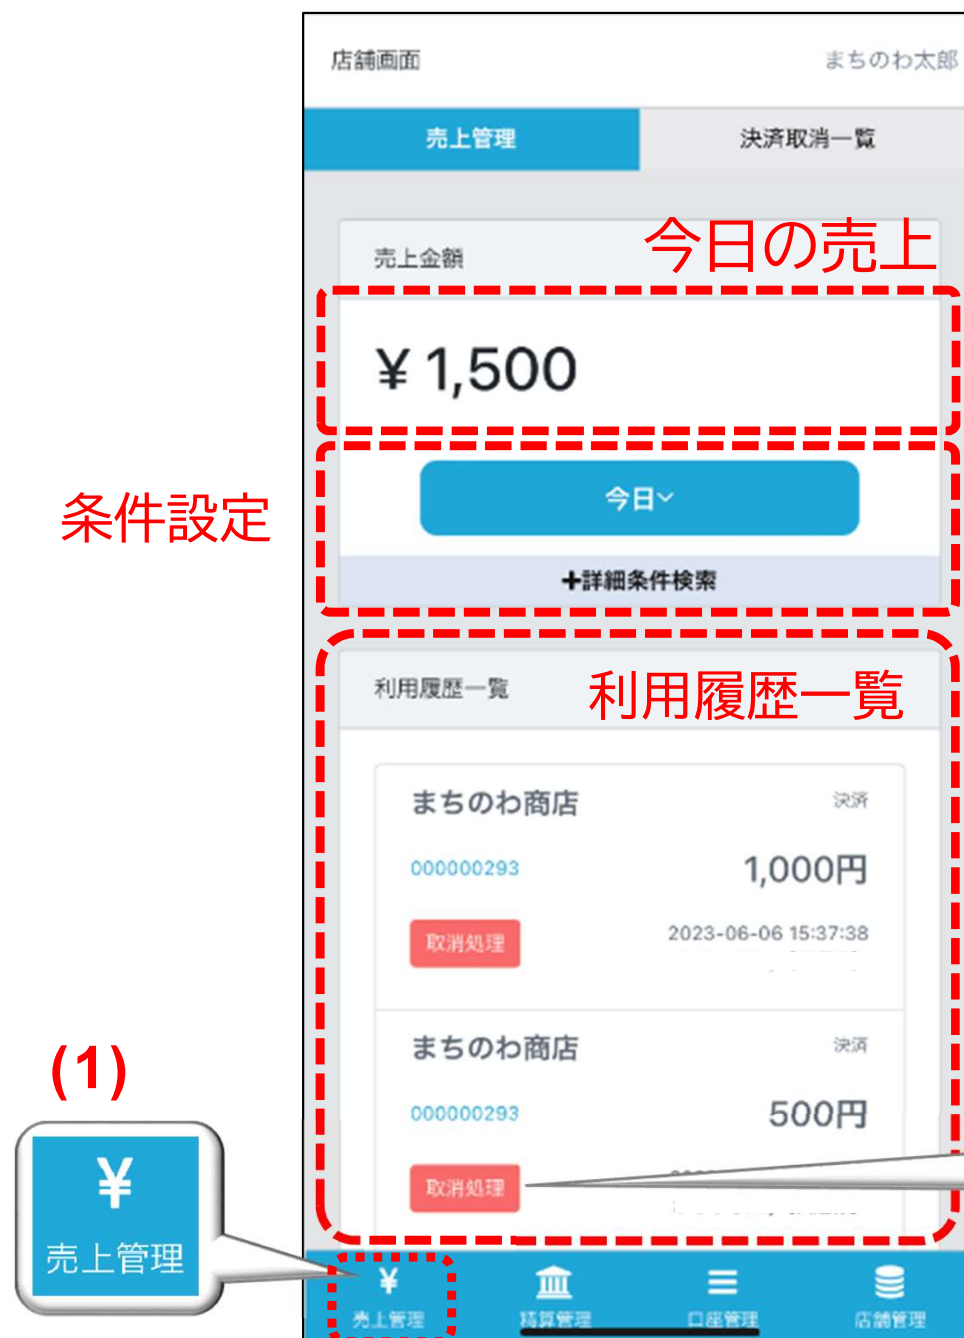 店舗画面 まちのわ太郎
売上管理 決済取消一覧
売上金額 今日の売上
¥ 1,500
条件設定
今日
+詳細条件検索
利用履歴一覧 利用履歴一覧
まちのわ商店 決済
000000293 1,000円
取消処理 2023-06-06 15:37:38
まちのわ商店 決済
(1)
000000293 500円
取消処理
¥
売上管理
¥
売上管理 精算管理 口座管理 店舗管理